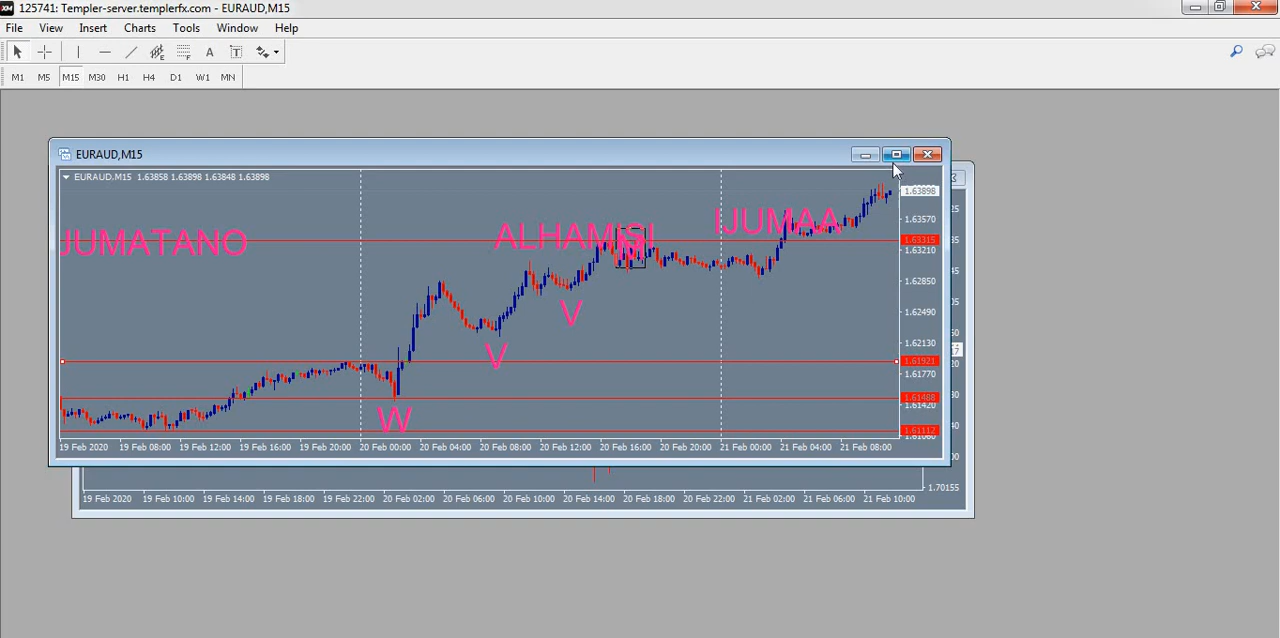 125741: Templer-server.templerfx.com - EURAUD,M15
File View Insert Charts Tools Window Help
A T
M1 M5 M15 M30 H1 H4 D1 W1 MN
EURAUD,M15
EURAUD.M15 1.63858 1.63898 1.63848 1.63898
1.63898
1.63570
1.63315
1.63210
1.62850
1.62490
1.62130
1.61921
1.61770
1.61468
1.61420
1.61112
1.61060
JUMATANO
ALHAMISI
IJUMAA
M
V
V
W
19 Feb 2020 19 Feb 08:00 19 Feb 12:00 19 Feb 16:00 19 Feb 20:00 20 Feb 00:00 20 Feb 04:00 20 Feb 08:00 20 Feb 12:00 20 Feb 16:00 20 Feb 20:00 21 Feb 00:00 21 Feb 04:00 21 Feb 08:00
1.70155
19 Feb 2020 19 Feb 10:00 19 Feb 14:00 19 Feb 18:00 19 Feb 22:00 20 Feb 02:00 20 Feb 06:00 20 Feb 10:00 20 Feb 14:00 20 Feb 18:00 20 Feb 22:00 21 Feb 02:00 21 Feb 06:00 21 Feb 10:00